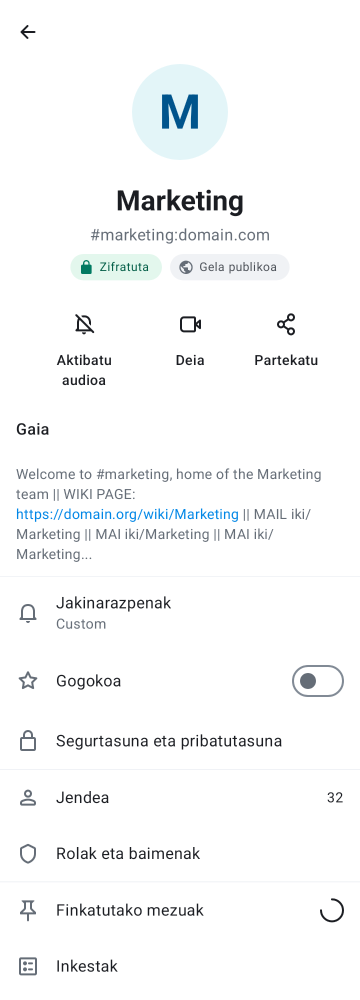 M
Marketing
#marketing:domain.com
Zifratuta
Gela publikoa
Aktibatu
audioa
Deia
Partekatu
Gaia
Welcome to #marketing, home of the Marketing
team || WIKI PAGE:
https://domain.org/wiki/Marketing || MAIL iki/
Marketing || MAI iki/Marketing || MAI iki/
Marketing...
Jakinarazpenak
Custom
Gogokoa
Segurtasuna eta pribatutasuna
Jendea 32
Rolak eta baimenak
Finkatutako mezuak
Inkestak